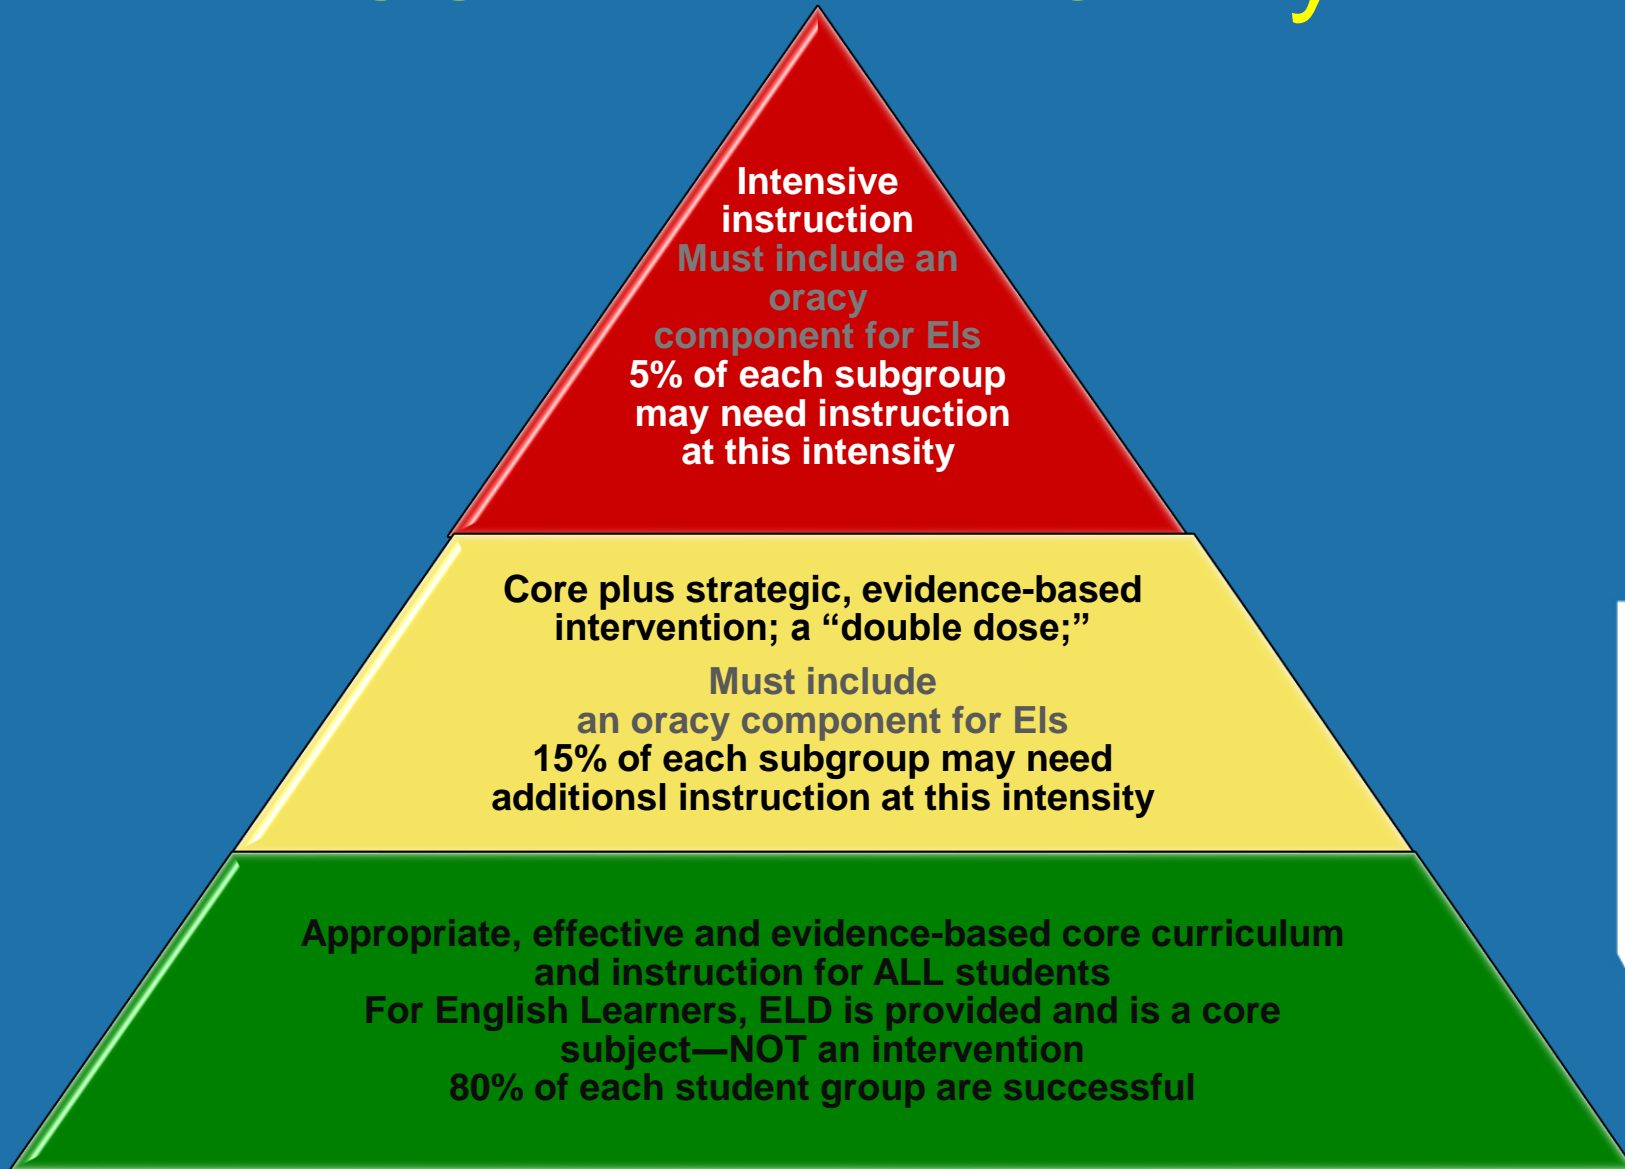 Intensive
instruction
Must include an
oracy
component for Els
5% of each subgroup
may need instruction
at this intensity
Core plus strategic, evidence-based
intervention; a “double dose;”
Must include
an oracy component for Els
15% of each subgroup may need
additionsl instruction at this intensity
Appropriate, effective and evidence-based core curriculum
and instruction for ALL students
For English Learners, ELD is provided and is a core
subject—NOT an intervention
80% of each student group are successful